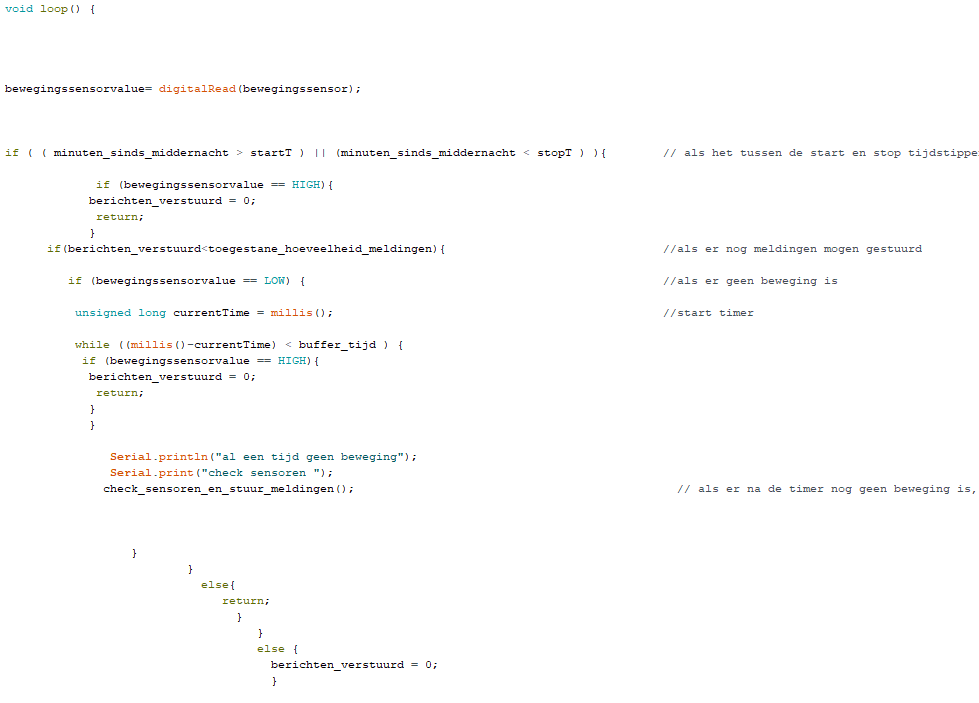 void loop() {
bewegingssensorvalue= digitalRead(bewegingssensor);
if ( ( minuten_sinds_middernacht > startT ) || (minuten_sinds_middernacht < stopT ) ){ // als het tussen de start en stop tijdstippe
if (bewegingssensorvalue == HIGH){
berichten_verstuurd = 0;
return;
}
if(berichten_verstuurd<toegestane_hoeveelheid_meldingen){ //als er nog meldingen mogen gestuurd
if (bewegingssensorvalue == LOW) { //als er geen beweging is
unsigned long currentTime = millis(); //start timer
while ((millis()-currentTime) < buffer_tijd ) {
if (bewegingssensorvalue == HIGH){
berichten_verstuurd = 0;
return;
}
}
Serial.println("al een tijd geen beweging");
Serial.print("check sensoren ");
check_sensoren_en_stuur_meldingen(); // als er na de timer nog geen beweging is,
}
}
else{
return;
}
}
else {
berichten_verstuurd = 0;
}